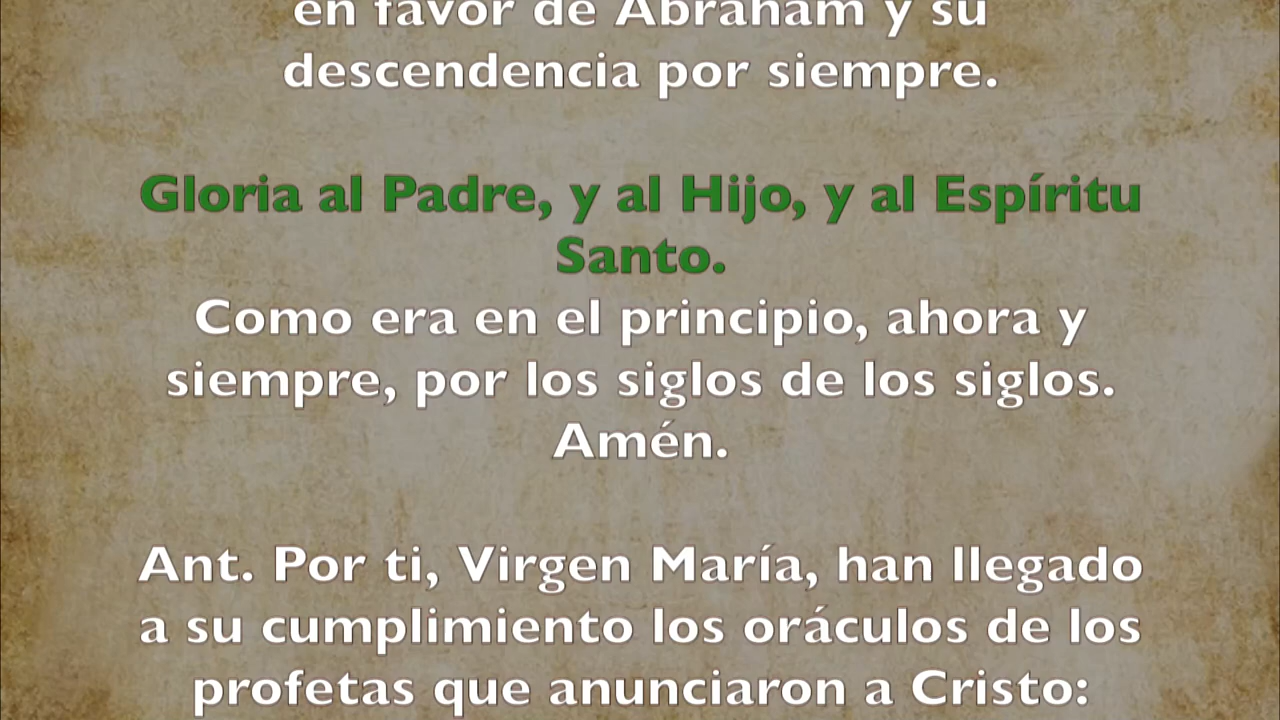 en favor de Abraham y su
descendencia por siempre.
Gloria al Padre, y al Hijo, y al Espíritu
Santo.
Como era en el principio, ahora y
siempre, por los siglos de los siglos.
Amén.
Ant. Por ti, Virgen María, han llegado
a su cumplimiento los oráculos de los
profetas que anunciaron a Cristo: